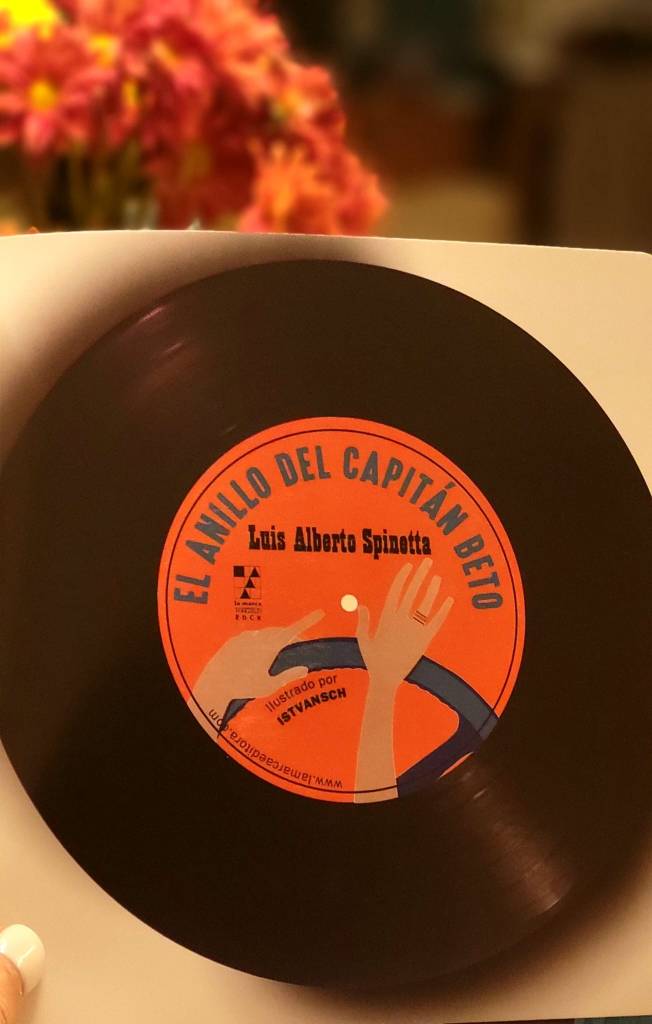 EL ANILLO DEL CAPITÁN BETO
Luis Alberto Spinetta
la marca
Ilustrado por
ISTVANSCH
www.lamarcaeditora.com